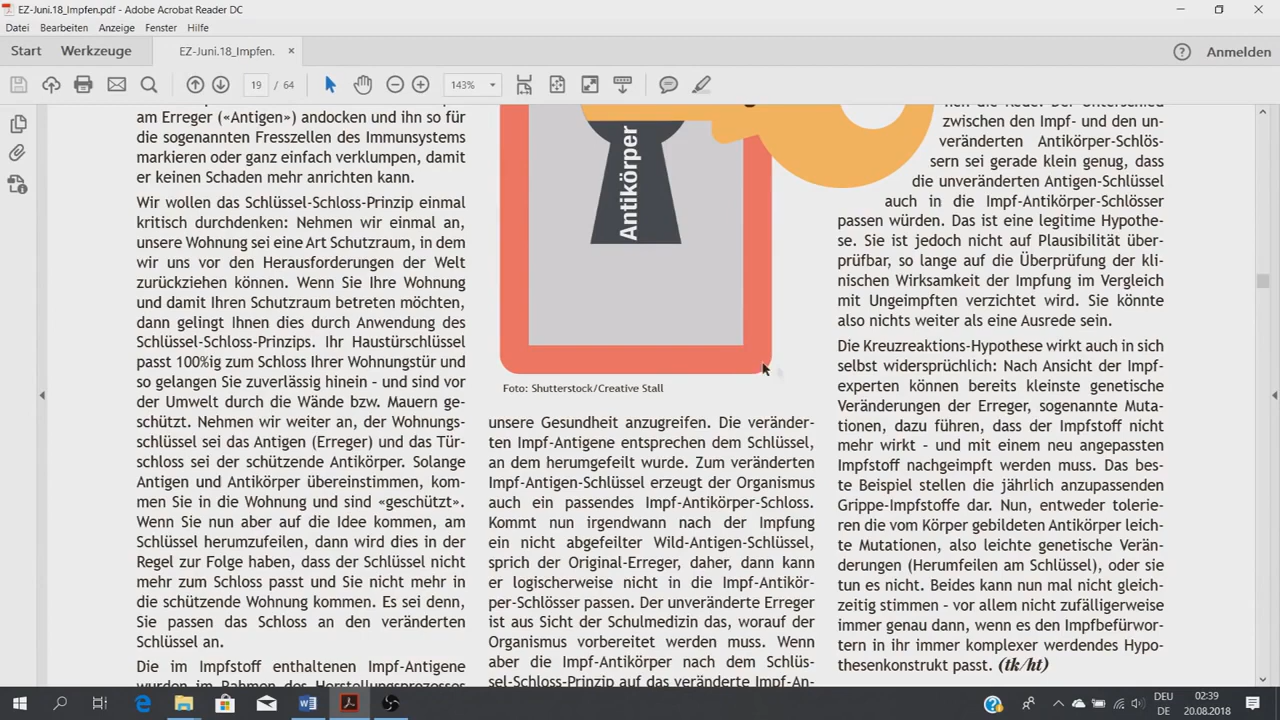 EZ-Juni.18_Impfen.pdf - Adobe Acrobat Reader DC
Datei Bearbeiten Anzeige Fenster Hilfe
Start Werkzeuge EZ-Juni.18_Impfen. × Anmelden
19 / 64 143%
am Erreger («Antigen») andocken und ihn so für
die sogenannten Fresszellen des Immunsystems
markieren oder ganz einfach verklumpen, damit
er keinen Schaden mehr anrichten kann.
Wir wollen das Schlüssel-Schloss-Prinzip einmal
kritisch durchdenken: Nehmen wir einmal an,
unsere Wohnung sei eine Art Schutzraum, in dem
wir uns vor den Herausforderungen der Welt
zurückziehen können. Wenn Sie Ihre Wohnung
und damit Ihren Schutzraum betreten möchten,
dann gelingt Ihnen dies durch Anwendung des
Schlüssel-Schloss-Prinzips. Ihr Haustürschlüssel
passt 100%ig zum Schloss Ihrer Wohnungstür und
so gelangen Sie zuverlässig hinein - und sind vor
der Umwelt durch die Wände bzw. Mauern ge-
schützt. Nehmen wir weiter an, der Wohnungs-
schlüssel sei das Antigen (Erreger) und das Tür-
schloss sei der schützende Antikörper. Solange
Antigen und Antikörper übereinstimmen, kom-
men Sie in die Wohnung und sind «geschützt».
Wenn Sie nun aber auf die Idee kommen, am
Schlüssel herumzufeilen, dann wird dies in der
Regel zur Folge haben, dass der Schlüssel nicht
mehr zum Schloss passt und Sie nicht mehr in
die schützende Wohnung kommen. Es sei denn,
Sie passen das Schloss an den veränderten
Schlüssel an.
Die im Impfstoff enthaltenen Impf-Antigene
wurden im Rahmen des Herstellungsprozesses
Antikörper
Foto: Shutterstock/Creative Stall
unsere Gesundheit anzugreifen. Die veränder-
ten Impf-Antigene entsprechen dem Schlüssel,
an dem herumgefeilt wurde. Zum veränderten
Impf-Antigen-Schlüssel erzeugt der Organismus
auch ein passendes Impf-Antikörper-Schloss.
Kommt nun irgendwann nach der Impfung
ein nicht abgefeilter Wild-Antigen-Schlüssel,
sprich der Original-Erreger, daher, dann kann
er logischerweise nicht in die Impf-Antikör-
per-Schlösser passen. Der unveränderte Erreger
ist aus Sicht der Schulmedizin das, worauf der
Organismus vorbereitet werden muss. Wenn
aber die Impf-Antikörper nach dem Schlüs-
sel-Schloss-Prinzip auf das veränderte Impf-An-
nen die Rede. Der Unterschied
zwischen den Impf- und den un-
veränderten Antikörper-Schlös-
sern sei gerade klein genug, dass
die unveränderten Antigen-Schlüssel
auch in die Impf-Antikörper-Schlösser
passen würden. Das ist eine legitime Hypothe-
se. Sie ist jedoch nicht auf Plausibilität über-
prüfbar, so lange auf die Überprüfung der kli-
nischen Wirksamkeit der Impfung im Vergleich
mit Ungeimpften verzichtet wird. Sie könnte
also nichts weiter als eine Ausrede sein.
Die Kreuzreaktions-Hypothese wirkt auch in sich
selbst widersprüchlich: Nach Ansicht der Impf-
experten können bereits kleinste genetische
Veränderungen der Erreger, sogenannte Muta-
tionen, dazu führen, dass der Impfstoff nicht
mehr wirkt - und mit einem neu angepassten
Impfstoff nachgeimpft werden muss. Das bes-
te Beispiel stellen die jährlich anzupassenden
Grippe-Impfstoffe dar. Nun, entweder tolerie-
ren die vom Körper gebildeten Antikörper leich-
te Mutationen, also leichte genetische Verän-
derungen (Herumfeilen am Schlüssel), oder sie
tun es nicht. Beides kann nun mal nicht gleich-
zeitig stimmen - vor allem nicht zufälligerweise
immer genau dann, wenn es den Impfbefürwor-
tern in ihr immer komplexer werdendes Hypo-
thesenkonstrukt passt. (tk/ht)
DEU
DE
02:39
20.08.2018